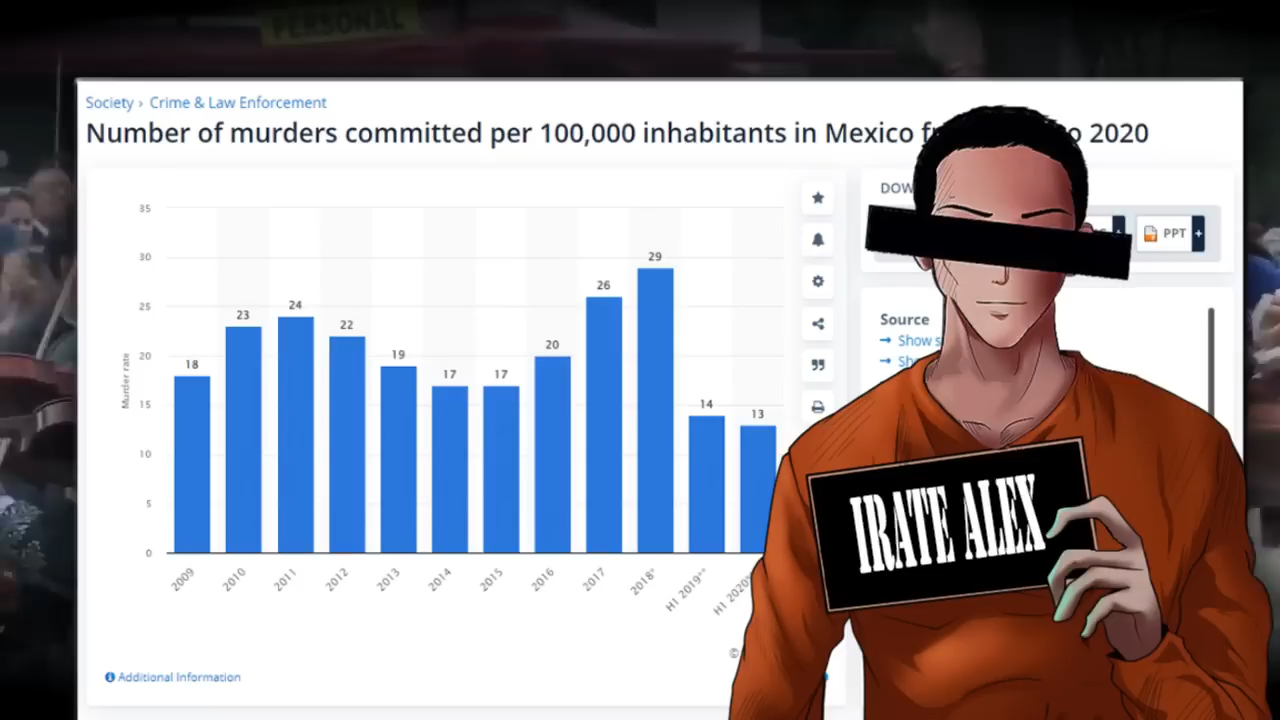 PERSONAL
Society › Crime & Law Enforcement
Number of murders committed per 100,000 inhabitants in Mexico 2020
DOW
PPT +
35
30
25
20
15
10
5
0
Murder rate
18
23
24
22
19
17
17
20
26
29
14
13
2009
2010
2011
2012
2013
2014
2015
2016
2017
2018*
H1 2019**
H1 2020*
Source
→ Show
→
©
Additional Information
IRATE ALEX